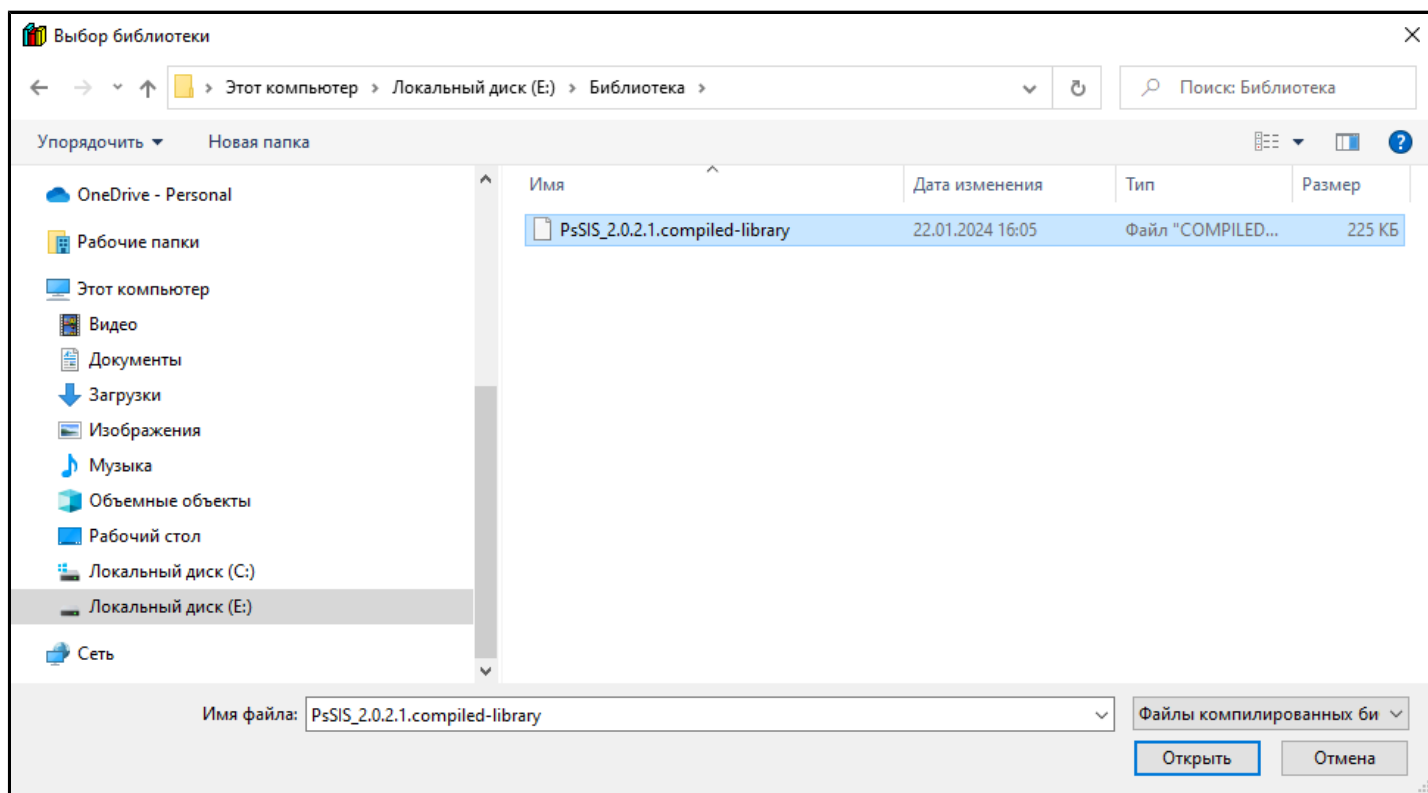 Выбор библиотеки
Этот компьютер > Локальный диск (E:) > Библиотека >
Поиск: Библиотека
Упорядочить
Новая папка
?
OneDrive - Personal
Рабочие папки
Этот компьютер
Видео
Документы
Загрузки
Изображения
Музыка
Объемные объекты
Рабочий стол
Локальный диск (C:)
Локальный диск (E:)
Сеть
Имя Дата изменения Тип Размер
PsSIS_2.0.2.1.compiled-library 22.01.2024 16:05 Файл "COMPILED... 225 КБ
Имя файла: PsSIS_2.0.2.1.compiled-library
Файлы компилированных би
Открыть Отмена